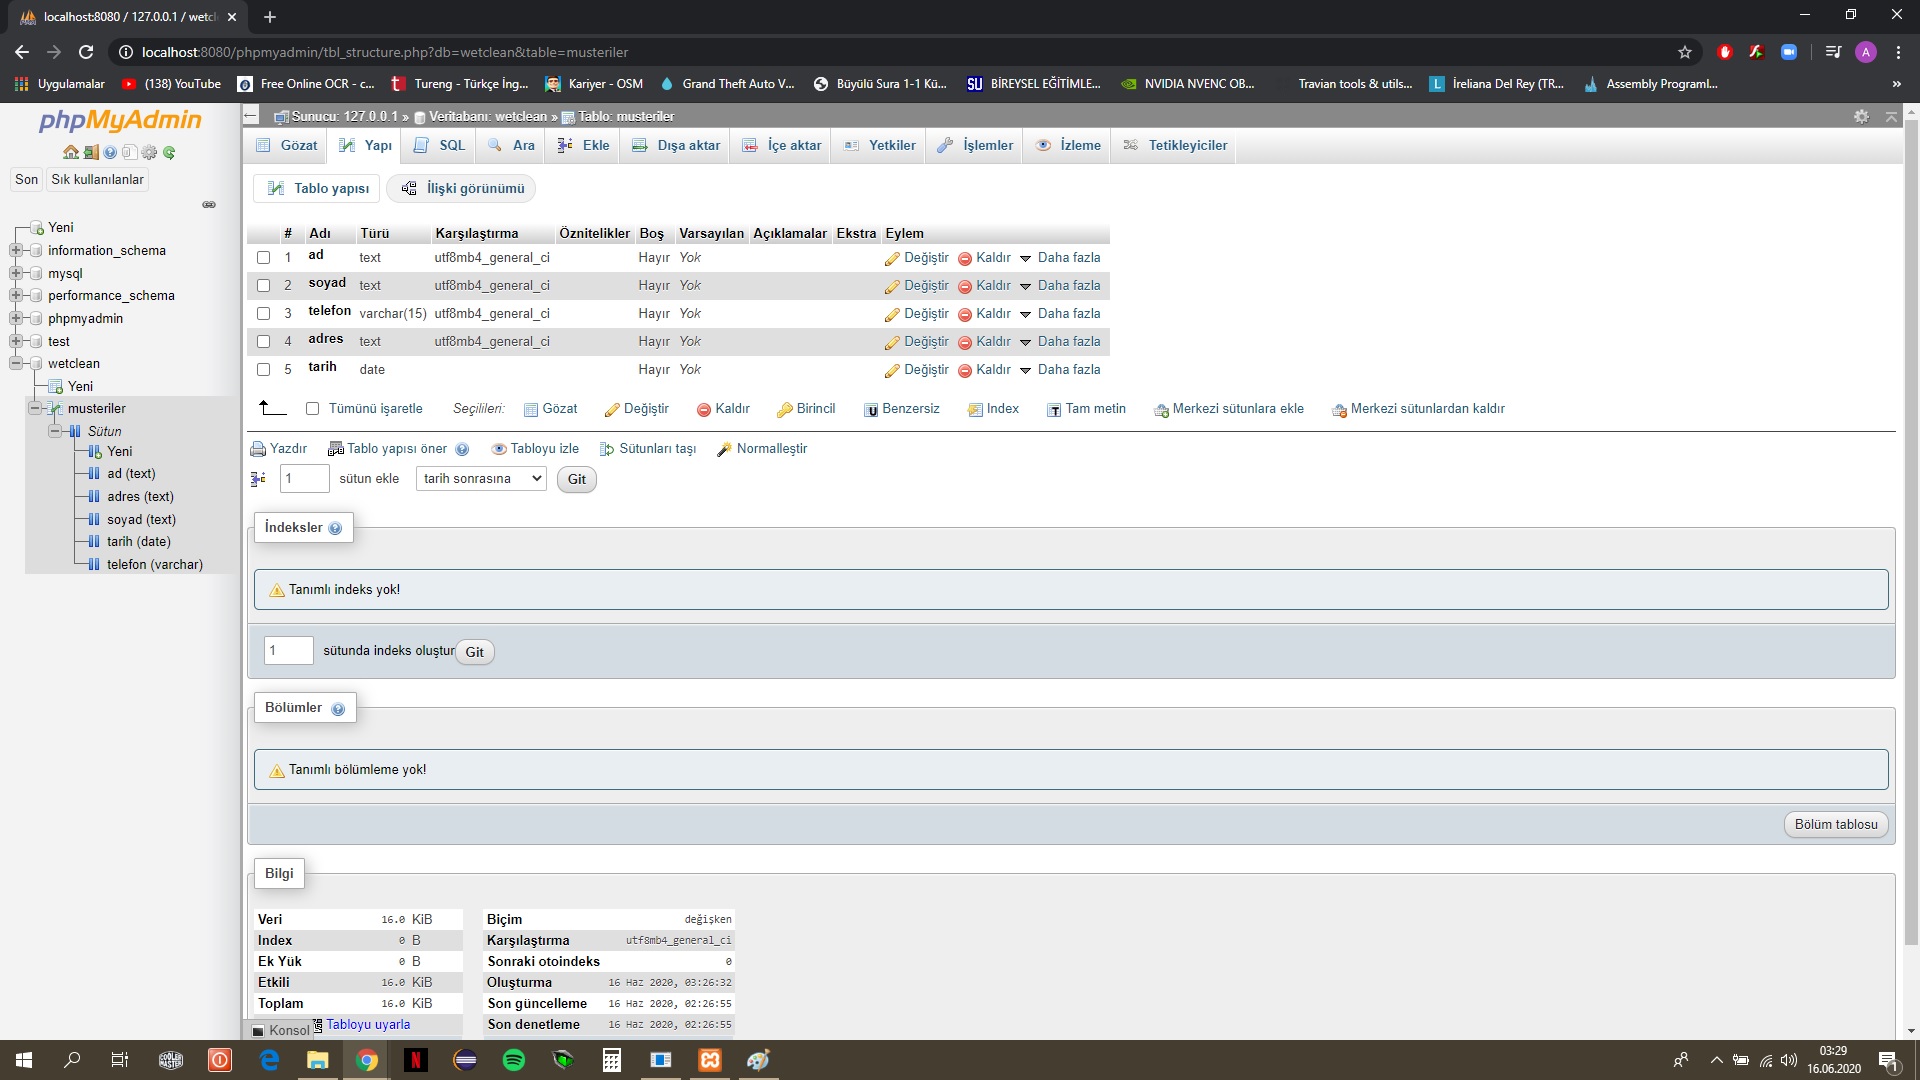 localhost:8080 / 127.0.0.1 / wetcl
localhost:8080/phpmyadmin/tbl_structure.php?db=wetclean&table=musteriler
A
Uygulamalar (138) YouTube Free Online OCR - c... Tureng - Türkçe İng... Kariyer - OSM Grand Theft Auto V... Büyülü Sura 1-1 Kü... SU BİREYSEL EĞİTİMLE... NVIDIA NVENC OB... Travian tools & utils... L İreliana Del Rey (TR... Assembly Programl... »
phpMyAdmin
Son Sık kullanılanlar
Yeni
information_schema
mysql
performance_schema
phpmyadmin
test
wetclean
Yeni
musteriler
Sütun
Yeni
ad (text)
adres (text)
soyad (text)
tarih (date)
telefon (varchar)
Sunucu: 127.0.0.1 » Veritabanı: wetclean » Tablo: musteriler
Gözat Yapı SQL Ara Ekle Dışa aktar İçe aktar Yetkiler İşlemler İzleme Tetikleyiciler
Tablo yapısı İlişki görünümü
# Adı Türü Karşılaştırma Öznitelikler Boş Varsayılan Açıklamalar Ekstra Eylem
1 ad text utf8mb4_general_ci Hayır Yok Değiştir Kaldır Daha fazla
2 soyad text utf8mb4_general_ci Hayır Yok Değiştir Kaldır Daha fazla
3 telefon varchar(15) utf8mb4_general_ci Hayır Yok Değiştir Kaldır Daha fazla
4 adres text utf8mb4_general_ci Hayır Yok Değiştir Kaldır Daha fazla
5 tarih date Hayır Yok Değiştir Kaldır Daha fazla
Tümünü işaretle Seçilileri: Gözat Değiştir Kaldır Birincil Benzersiz Index Tam metin Merkezi sütunlara ekle Merkezi sütunlardan kaldır
Yazdır Tablo yapısı öner Tabloyu izle Sütunları taşı Normalleştir
1 sütun ekle tarih sonrasına Git
İndeksler
Tanımlı indeks yok!
1 sütunda indeks oluştur Git
Bölümler
Tanımlı bölümleme yok!
Bölüm tablosu
Bilgi
Veri 16.0 KiB
Index 0 B
Ek Yük 0 B
Etkili 16.0 KiB
Toplam 16.0 KiB
Tabloyu uyarla
Biçim değişken
Karşılaştırma utf8mb4_general_ci
Sonraki otoindeks 0
Oluşturma 16 Haz 2020, 03:26:32
Son güncelleme 16 Haz 2020, 02:26:55
Son denetleme 16 Haz 2020, 02:26:55
Konsol
COOLER MASTER
03:29
16.06.2020
1